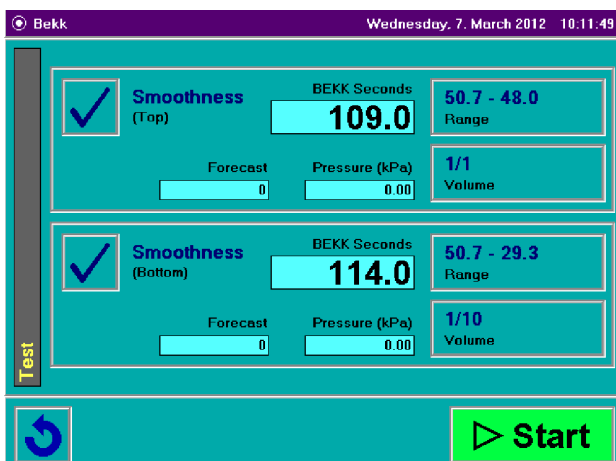 Bekk
Wednesday, 7. March 2012 10:11:49
Smoothness
(Top)
BEKK Seconds
109.0
50.7 - 48.0
Range
Forecast
0
Pressure (kPa)
0.00
1/1
Volume
Smoothness
(Bottom)
BEKK Seconds
114.0
50.7 - 29.3
Range
Forecast
0
Pressure (kPa)
0.00
1/10
Volume
Test
Start